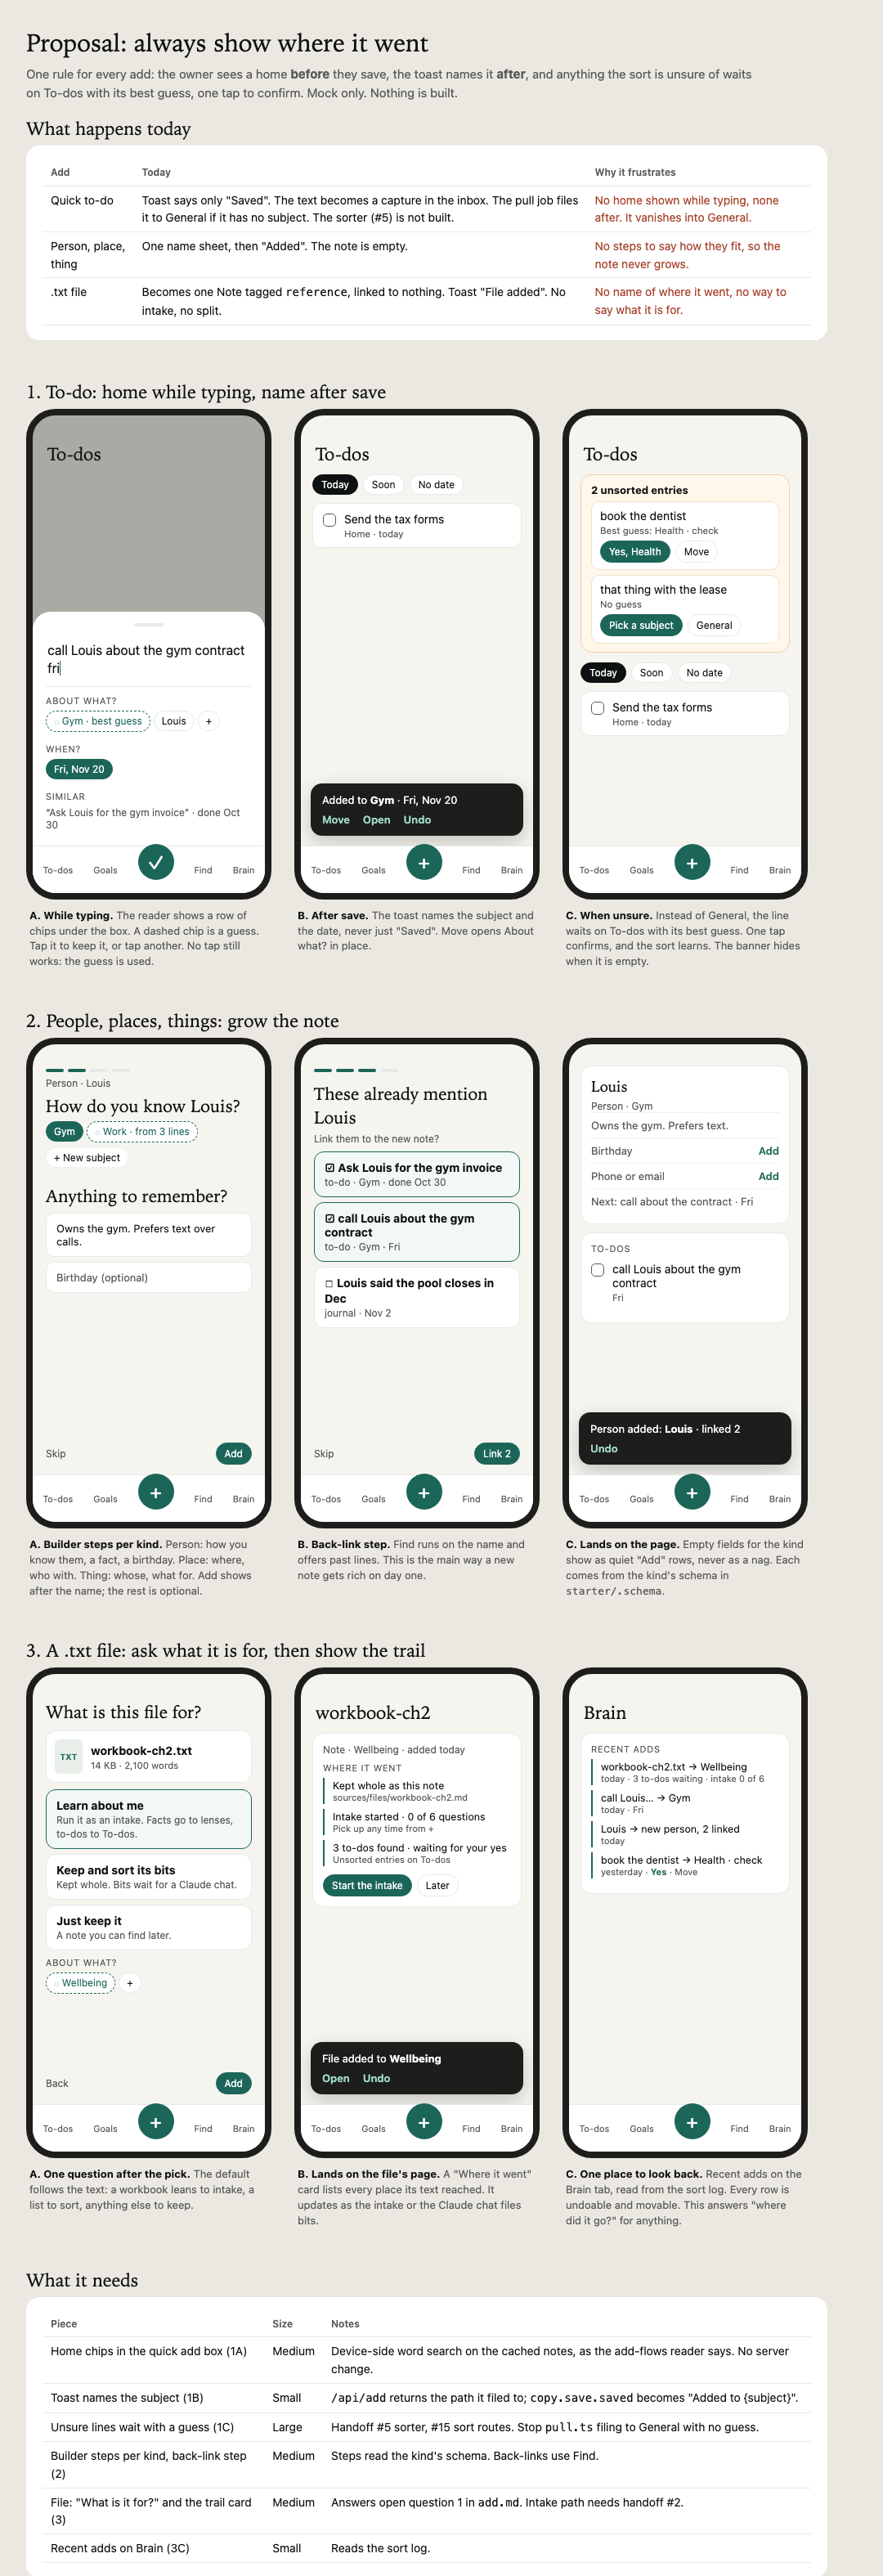 Proposal: always show where it went
One rule for every add: the owner sees a home before they save, the toast names it after, and anything the sort is unsure of waits
on To-dos with its best guess, one tap to confirm. Mock only. Nothing is built.
What happens today
Add Today Why it frustrates
Quick to-do Toast says only "Saved". The text becomes a capture in the inbox. The pull job files No home shown while typing, none
it to General if it has no subject. The sorter (#5) is not built. after. It vanishes into General.
Person, place, One name sheet, then "Added". The note is empty. No steps to say how they fit, so the
thing note never grows.
.txt file Becomes one Note tagged reference, linked to nothing. Toast "File added". No No name of where it went, no way to
intake, no split. say what it is for.
1. To-do: home while typing, name after save
To-dos
call Louis about the gym contract
fri
ABOUT WHAT?
Gym · best guess Louis +
WHEN?
Fri, Nov 20
SIMILAR
"Ask Louis for the gym invoice" · done Oct
30
To-dos Goals ✓ Find Brain
A. While typing. The reader shows a row of
chips under the box. A dashed chip is a guess.
Tap it to keep it, or tap another. No tap still
works: the guess is used.
To-dos
Today Soon No date
Send the tax forms
Home · today
Added to Gym · Fri, Nov 20
Move Open Undo
To-dos Goals + Find Brain
B. After save. The toast names the subject and
the date, never just "Saved". Move opens About
what? in place.
To-dos
2 unsorted entries
book the dentist
Best guess: Health · check
Yes, Health Move
that thing with the lease
No guess
Pick a subject General
Today Soon No date
Send the tax forms
Home · today
To-dos Goals + Find Brain
C. When unsure. Instead of General, the line
waits on To-dos with its best guess. One tap
confirms, and the sort learns. The banner hides
when it is empty.
2. People, places, things: grow the note
Person · Louis
How do you know Louis?
Gym Work · from 3 lines
+ New subject
Anything to remember?
Owns the gym. Prefers text over
calls.
Birthday (optional)
Skip Add
To-dos Goals + Find Brain
A. Builder steps per kind. Person: how you
know them, a fact, a birthday. Place: where,
who with. Thing: whose, what for. Add shows
after the name; the rest is optional.
These already mention
Louis
Link them to the new note?
☑ Ask Louis for the gym invoice
to-do · Gym · done Oct 30
☑ call Louis about the gym
contract
to-do · Gym · Fri
☐ Louis said the pool closes in
Dec
journal · Nov 2
Skip Link 2
To-dos Goals + Find Brain
B. Back-link step. Find runs on the name and
offers past lines. This is the main way a new
note gets rich on day one.
Louis
Person · Gym
Owns the gym. Prefers text.
Birthday Add
Phone or email Add
Next: call about the contract · Fri
TO-DOS
call Louis about the gym
contract
Fri
Person added: Louis · linked 2
Undo
To-dos Goals + Find Brain
C. Lands on the page. Empty fields for the kind
show as quiet "Add" rows, never as a nag. Each
comes from the kind's schema in
starter/.schema.
3. A .txt file: ask what it is for, then show the trail
What is this file for?
TXT workbook-ch2.txt
14 KB · 2,100 words
Learn about me
Run it as an intake. Facts go to lenses,
to-dos to To-dos.
Keep and sort its bits
Kept whole. Bits wait for a Claude chat.
Just keep it
A note you can find later.
ABOUT WHAT?
Wellbeing +
Back Add
To-dos Goals + Find Brain
A. One question after the pick. The default
follows the text: a workbook leans to intake, a
list to sort, anything else to keep.
workbook-ch2
Note · Wellbeing · added today
WHERE IT WENT
Kept whole as this note
sources/files/workbook-ch2.md
Intake started · 0 of 6 questions
Pick up any time from +
3 to-dos found · waiting for your yes
Unsorted entries on To-dos
Start the intake Later
File added to Wellbeing
Open Undo
To-dos Goals + Find Brain
B. Lands on the file's page. A "Where it went"
card lists every place its text reached. It
updates as the intake or the Claude chat files
bits.
Brain
RECENT ADDS
workbook-ch2.txt → Wellbeing
today · 3 to-dos waiting · intake 0 of 6
call Louis... → Gym
today · Fri
Louis → new person, 2 linked
today
book the dentist → Health · check
yesterday · Yes · Move
To-dos Goals + Find Brain
C. One place to look back. Recent adds on the
Brain tab, read from the sort log. Every row is
undoable and movable. This answers "where
did it go?" for anything.
What it needs
Piece Size Notes
Home chips in the quick add box (1A) Medium Device-side word search on the cached notes, as the add-flows reader says. No server
change.
Toast names the subject (1B) Small /api/add returns the path it filed to; copy.save.saved becomes "Added to {subject}".
Unsure lines wait with a guess (1C) Large Handoff #5 sorter, #15 sort routes. Stop pull.ts filing to General with no guess.
Builder steps per kind, back-link step Medium Steps read the kind's schema. Back-links use Find.
(2)
File: "What is it for?" and the trail card Medium Answers open question 1 in add.md. Intake path needs handoff #2.
(3)
Recent adds on Brain (3C) Small Reads the sort log.